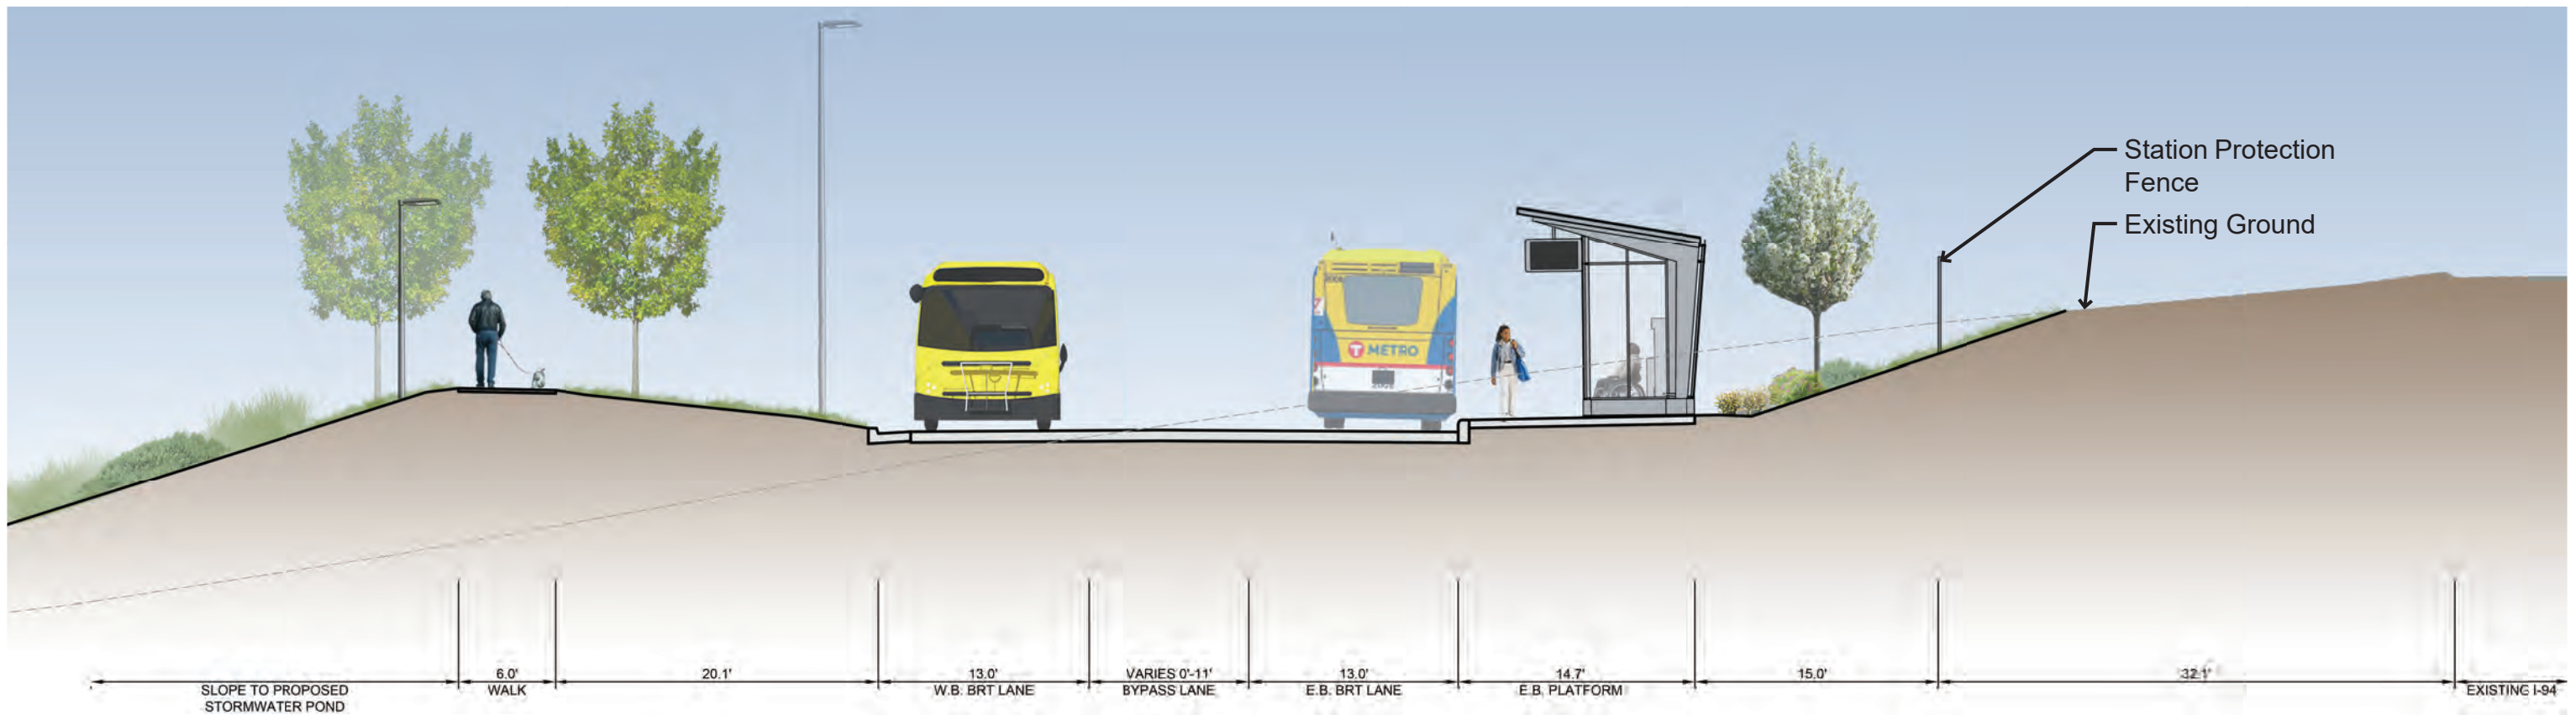 Station Protection
Fence
Existing Ground
METRO
6.0'
WALK
20.1'
13.0'
W.B. BRT LANE
VARIES 0'-11'
BYPASS LANE
13.0'
E.B. BRT LANE
14.7'
E.B. PLATFORM
15.0'
32.1'
SLOPE TO PROPOSED
STORMWATER POND
EXISTING I-94